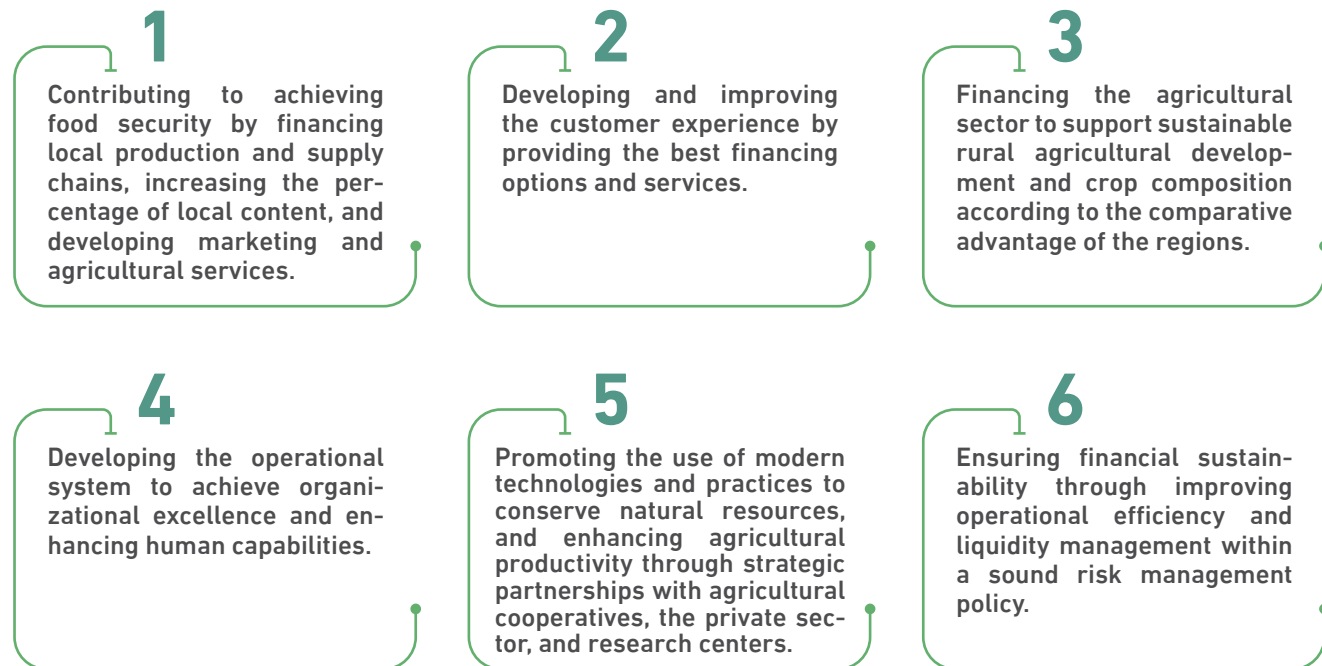 1
Contributing to achieving
food security by financing
local production and supply
chains, increasing the per-
centage of local content, and
developing marketing and
agricultural services.
2
Developing and improving
the customer experience by
providing the best financing
options and services.
3
Financing the agricultural
sector to support sustainable
rural agricultural develop-
ment and crop composition
according to the comparative
advantage of the regions.
4
Developing the operational
system to achieve organi-
zational excellence and en-
hancing human capabilities.
5
Promoting the use of modern
technologies and practices to
conserve natural resources,
and enhancing agricultural
productivity through strategic
partnerships with agricultural
cooperatives, the private sec-
tor, and research centers.
6
Ensuring financial sustain-
ability through improving
operational efficiency and
liquidity management within
a sound risk management
policy.